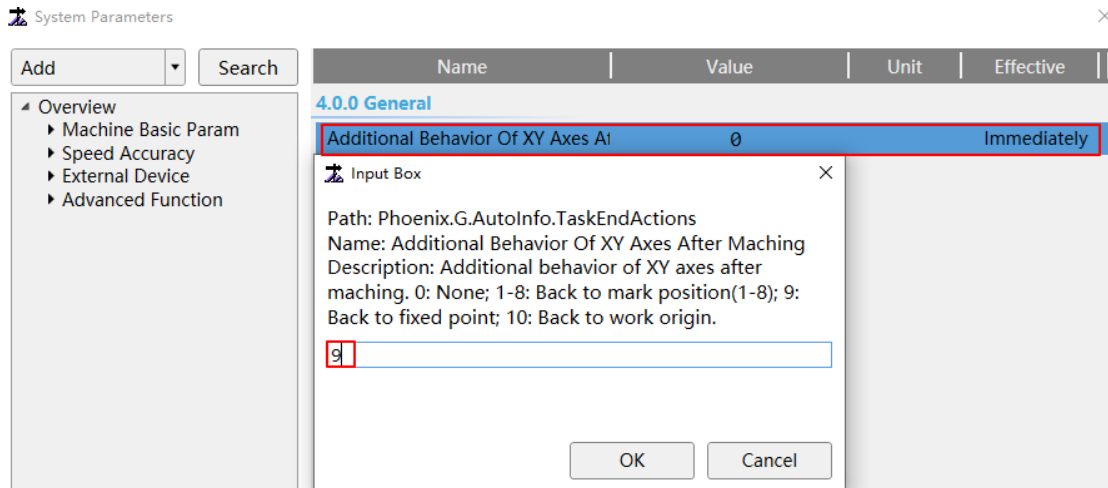 System Parameters
Add Search
Name Value Unit Effective
Overview
Machine Basic Param
Speed Accuracy
External Device
Advanced Function
4.0.0 General
Additional Behavior Of XY Axes Af 0 Immediately
Input Box
Path: Phoenix.G.AutoInfo.TaskEndActions
Name: Additional Behavior Of XY Axes After Maching
Description: Additional behavior of XY axes after
maching. 0: None; 1-8: Back to mark position(1-8); 9:
Back to fixed point; 10: Back to work origin.
9
OK Cancel